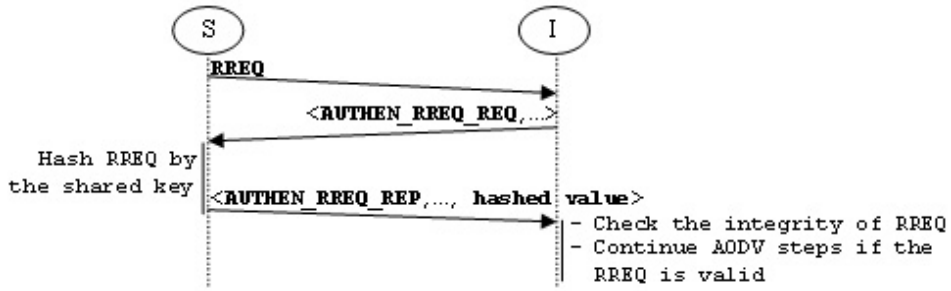 S I
RREQ
<AUTHEN_RREQ_REQ,...>
Hash RREQ by
the shared key
<AUTHEN_RREQ_REP,..., hashed value>
- Check the integrity of RREQ
- Continue AODV steps if the
RREQ is valid